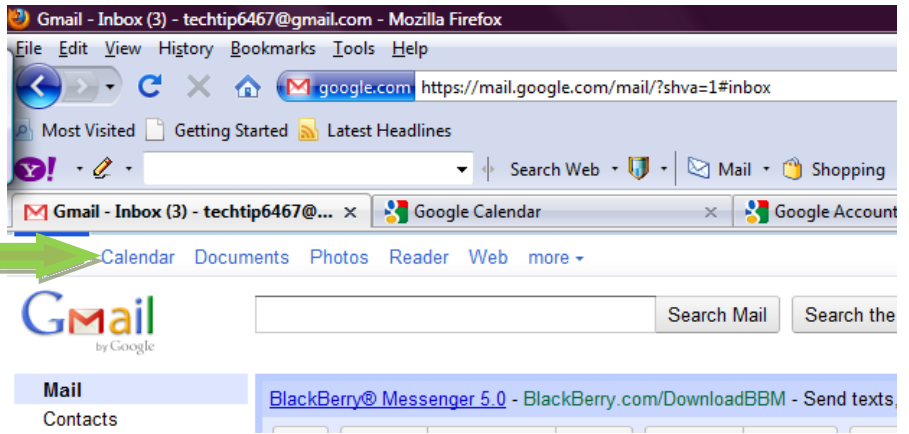 Gmail - Inbox (3) - techtip6467@gmail.com - Mozilla Firefox
File Edit View History Bookmarks Tools Help
google.com https://mail.google.com/mail/?shva=1#inbox
Most Visited Getting Started Latest Headlines
Y! Search Web Mail Shopping
Gmail - Inbox (3) - techtip6467@... Google Calendar Google Account
Calendar Documents Photos Reader Web more
Gmail
by Google
Search Mail Search the
Mail
Contacts
BlackBerry® Messenger 5.0 - BlackBerry.com/DownloadBBM - Send texts,